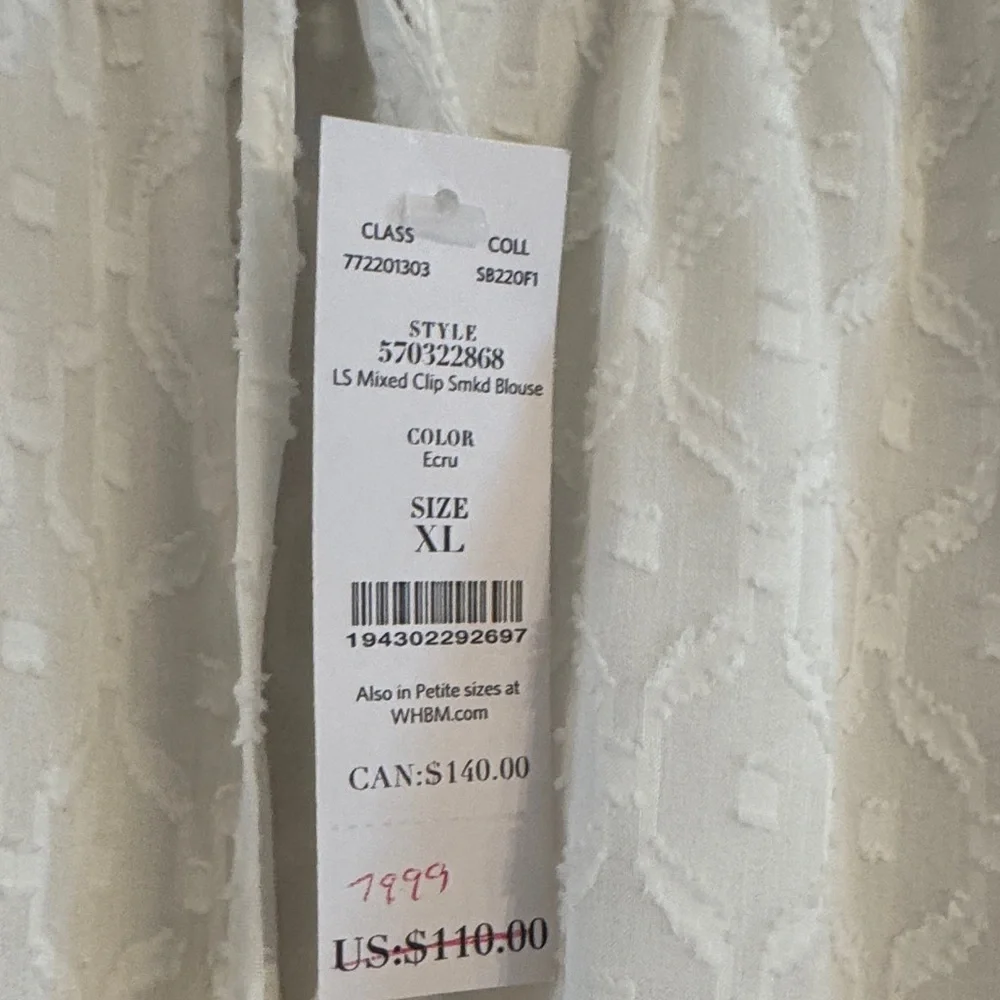 CLASS COLL
772201303 SB220F1
STYLE
570322868
LS Mixed Clip Smkd Blouse
COLOR
Ecru
SIZE
XL
194302292697
Also in Petite sizes at
WHBM.com
CAN:$140.00
7999
US:$110.00